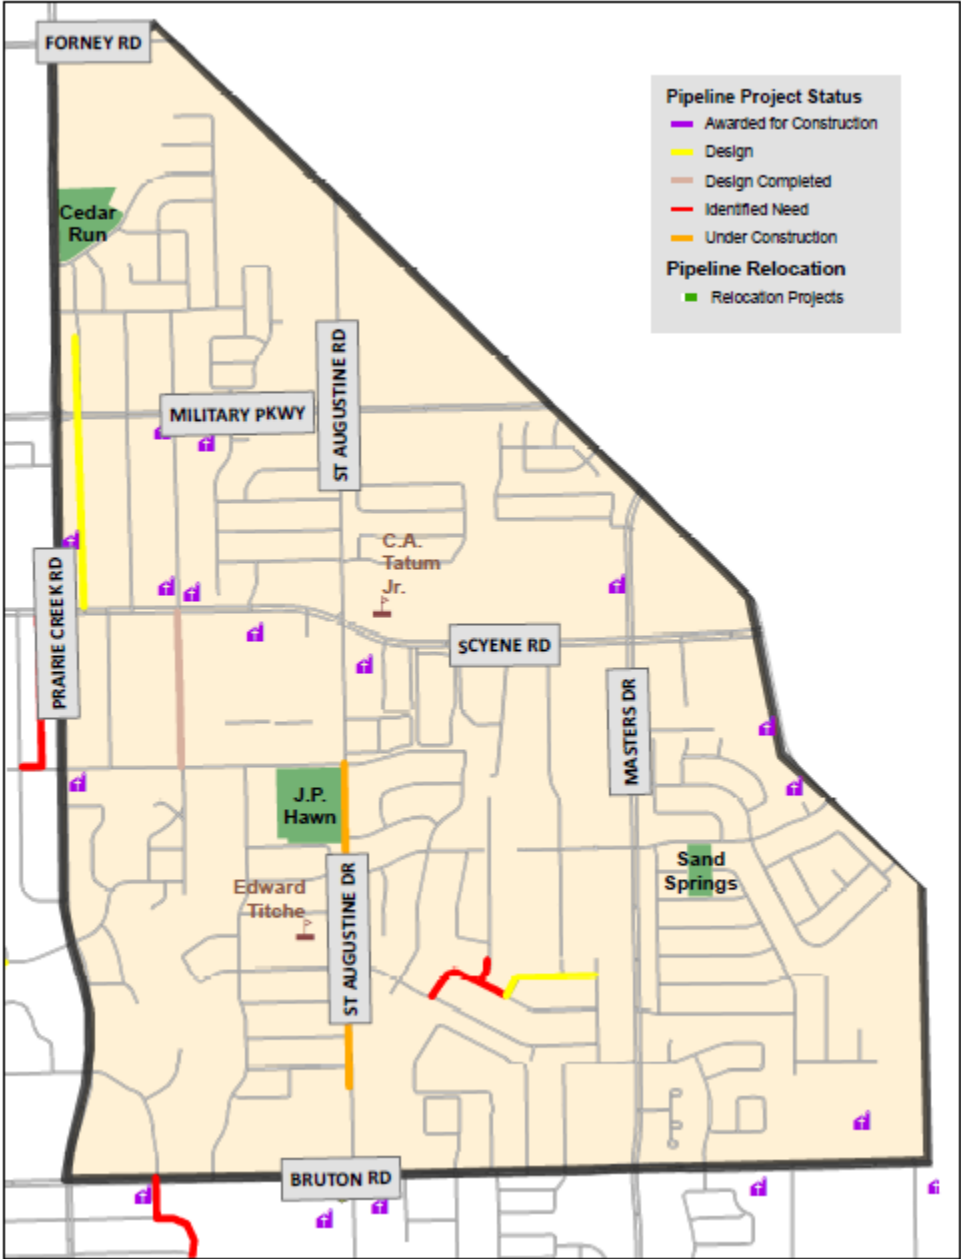 FORNEY RD
Pipeline Project Status
Awarded for Construction
Design
Design Completed
Identified Need
Under Construction
Pipeline Relocation
Relocation Projects
Cedar
Run
ST AUGUSTINE RD
MILITARY PKWY
C.A.
Tatum
Jr.
PRAIRIE CREEK RD
SCYENE RD
MASTERS DR
J.P.
Hawn
Sand
Springs
Edward
Titche
ST AUGUSTINE DR
BRUTON RD